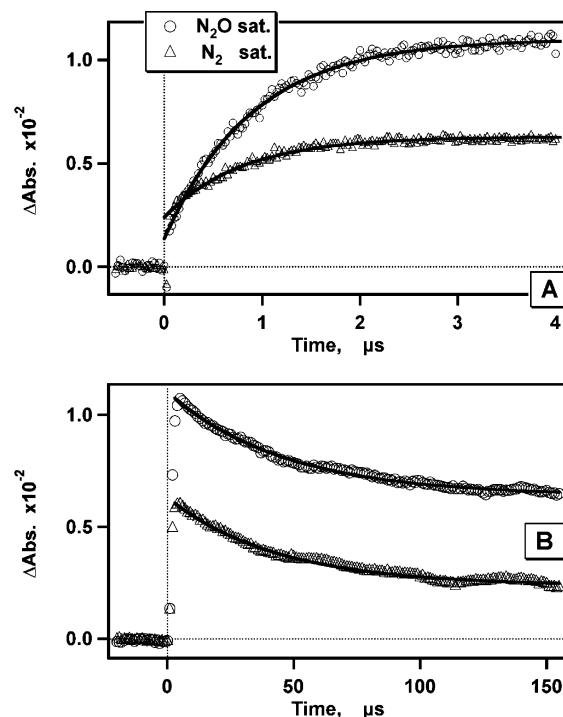 N₂O sat.
N₂ sat.
ΔAbs. x10⁻²
1.0
0.5
0.0
0
1
2
3
4
Time, μs
A
ΔAbs. x10⁻²
1.0
0.5
0.0
0
50
100
150
Time, μs
B